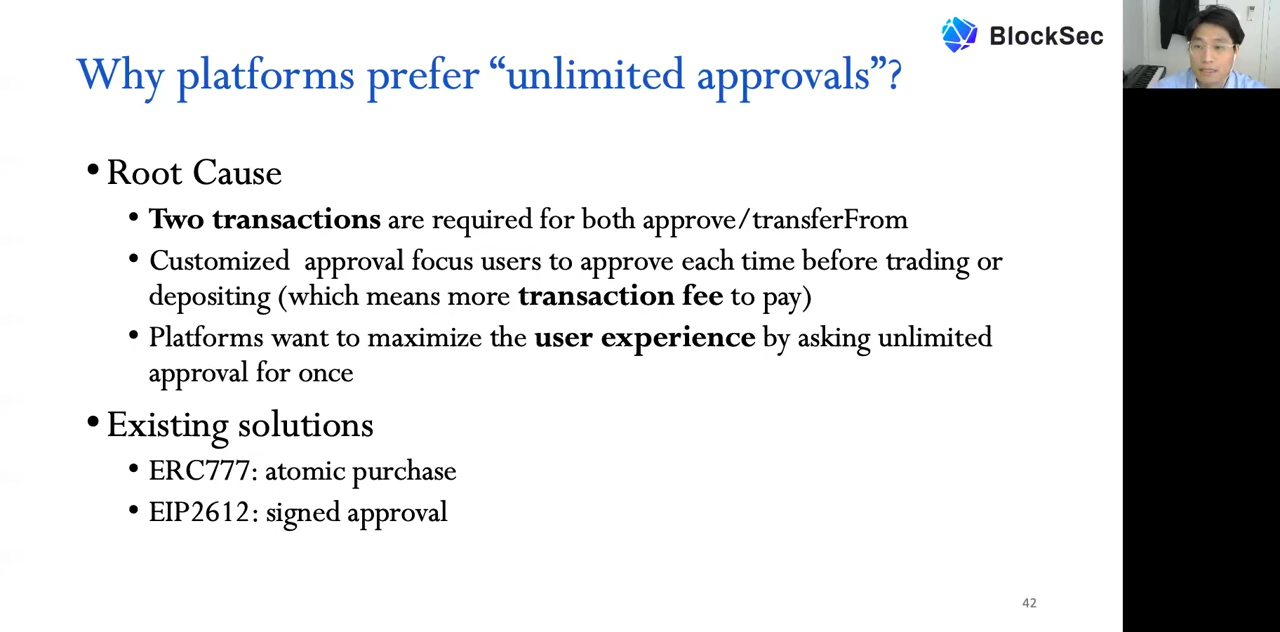 BlockSec
Why platforms prefer “unlimited approvals”?
• Root Cause
• Two transactions are required for both approve/transferFrom
• Customized approval focus users to approve each time before trading or
depositing (which means more transaction fee to pay)
• Platforms want to maximize the user experience by asking unlimited
approval for once
• Existing solutions
• ERC777: atomic purchase
• EIP2612: signed approval
42